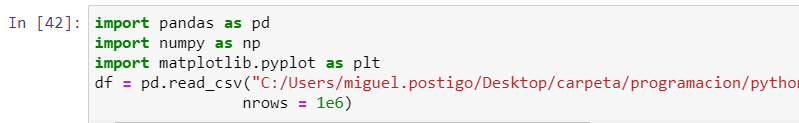 In [42]: import pandas as pd
import numpy as np
import matplotlib.pyplot as plt
df = pd.read_csv("C:/Users/miguel.postigo/Desktop/carpeta/programacion/python
nrows = 1e6)